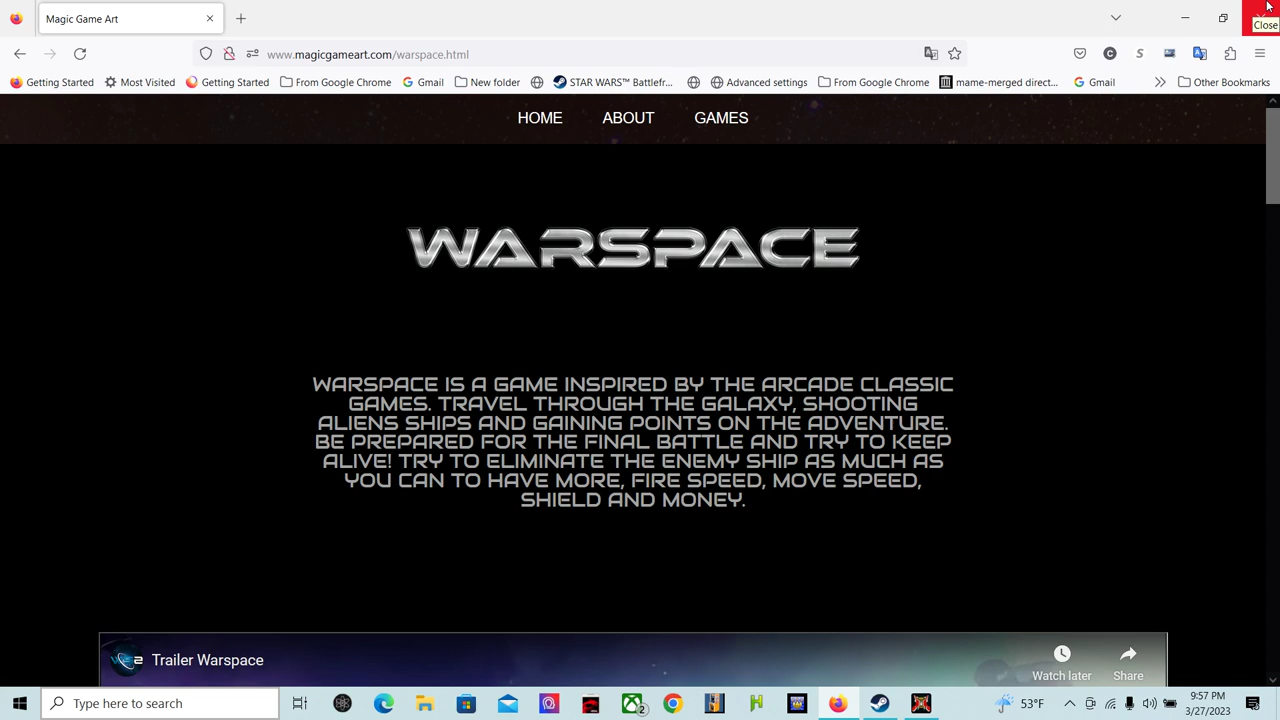 Magic Game Art
Close
www.magicgameart.com/warspace.html
C
S
Getting Started
Most Visited
Getting Started
From Google Chrome
Gmail
New folder
STAR WARS™ Battlefr...
Advanced settings
From Google Chrome
mame-merged direct...
Gmail
Other Bookmarks
HOME
ABOUT
GAMES
WARSPACE
WARSPACE IS A GAME INSPIRED BY THE ARCADE CLASSIC
GAMES. TRAVEL THROUGH THE GALAXY, SHOOTING
ALIENS SHIPS AND GAINING POINTS ON THE ADVENTURE.
BE PREPARED FOR THE FINAL BATTLE AND TRY TO KEEP
ALIVE! TRY TO ELIMINATE THE ENEMY SHIP AS MUCH AS
YOU CAN TO HAVE MORE, FIRE SPEED, MOVE SPEED,
SHIELD AND MONEY.
Trailer Warspace
Watch later
Share
Type here to search
2
53°F
9:57 PM
3/27/2023